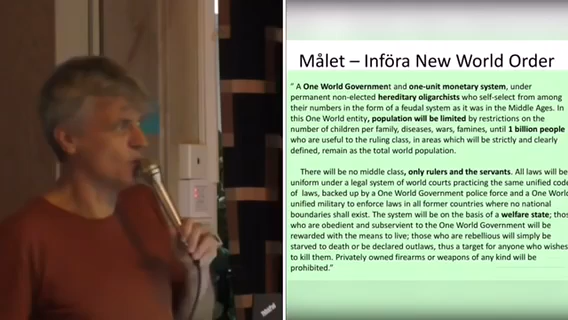 Målet – Införa New World Order
“ A One World Government and one-unit monetary system, under
permanent non-elected hereditary oligarchists who self-select from among
their numbers in the form of a feudal system as it was in the Middle Ages. In
this One World entity, population will be limited by restrictions on the
number of children per family, diseases, wars, famines, until 1 billion people
who are useful to the ruling class, in areas which will be strictly and clearly
defined, remain as the total world population.
There will be no middle class, only rulers and the servants. All laws will be
uniform under a legal system of world courts practicing the same unified code
of laws, backed up by a One World Government police force and a One World
unified military to enforce laws in all former countries where no national
boundaries shall exist. The system will be on the basis of a welfare state; thos
who are obedient and subservient to the One World Government will be
rewarded with the means to live; those who are rebellious will simply be
starved to death or be declared outlaws, thus a target for anyone who wishes
to kill them. Privately owned firearms or weapons of any kind will be
prohibited.”